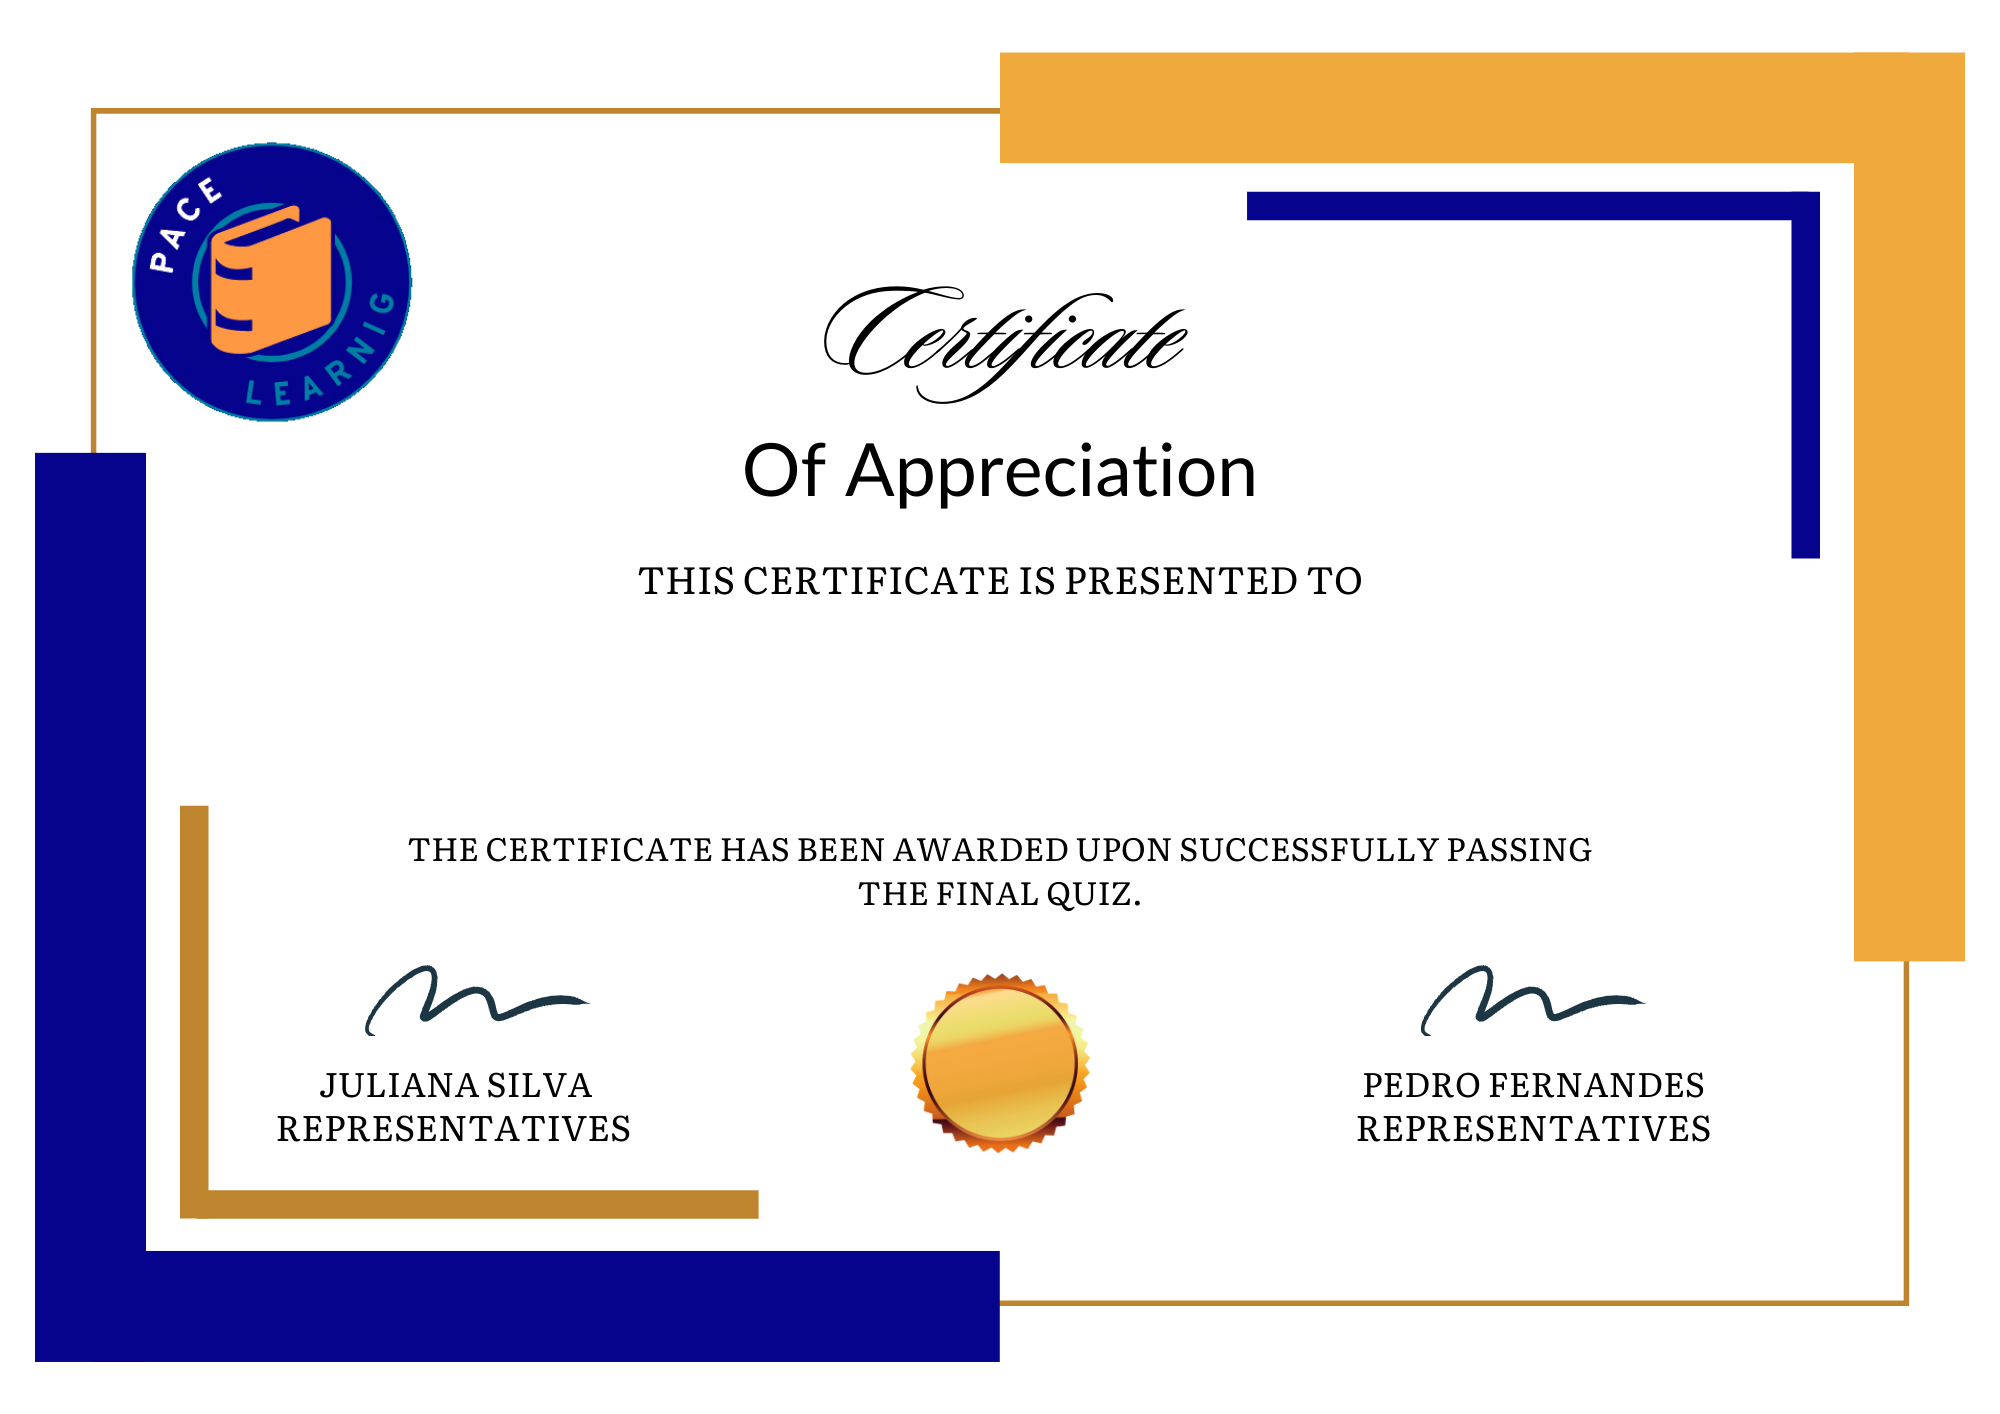 PACE
LEARNIG
Certificate
Of Appreciation
THIS CERTIFICATE IS PRESENTED TO
THE CERTIFICATE HAS BEEN AWARDED UPON SUCCESSFULLY PASSING
THE FINAL QUIZ.
JULIANA SILVA
REPRESENTATIVES
PEDRO FERNANDES
REPRESENTATIVES